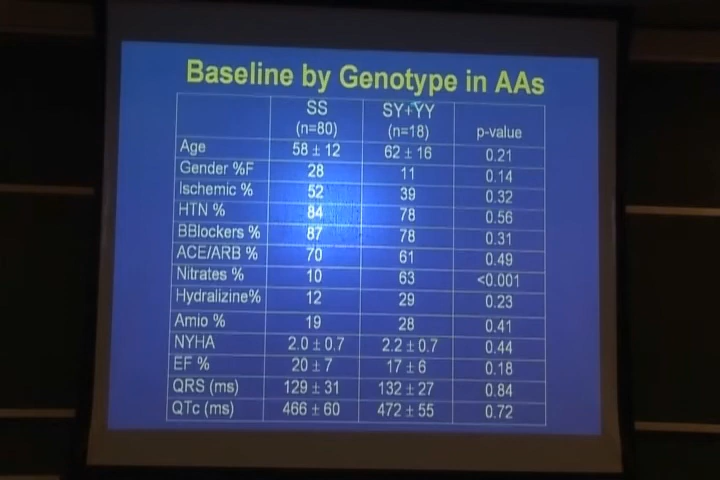 Baseline by Genotype in AAs
SS (n=80) SY+YY (n=18) p-value
Age 58 ± 12 62 ± 16 0.21
Gender %F 28 11 0.14
Ischemic % 52 39 0.32
HTN % 84 78 0.56
BBlockers % 87 78 0.31
ACE/ARB % 70 61 0.49
Nitrates % 10 63 <0.001
Hydralizine% 12 29 0.23
Amio % 19 28 0.41
NYHA 2.0 ± 0.7 2.2 ± 0.7 0.44
EF % 20 ± 7 17 ± 6 0.18
QRS (ms) 129 ± 31 132 ± 27 0.84
QTc (ms) 466 ± 60 472 ± 55 0.72